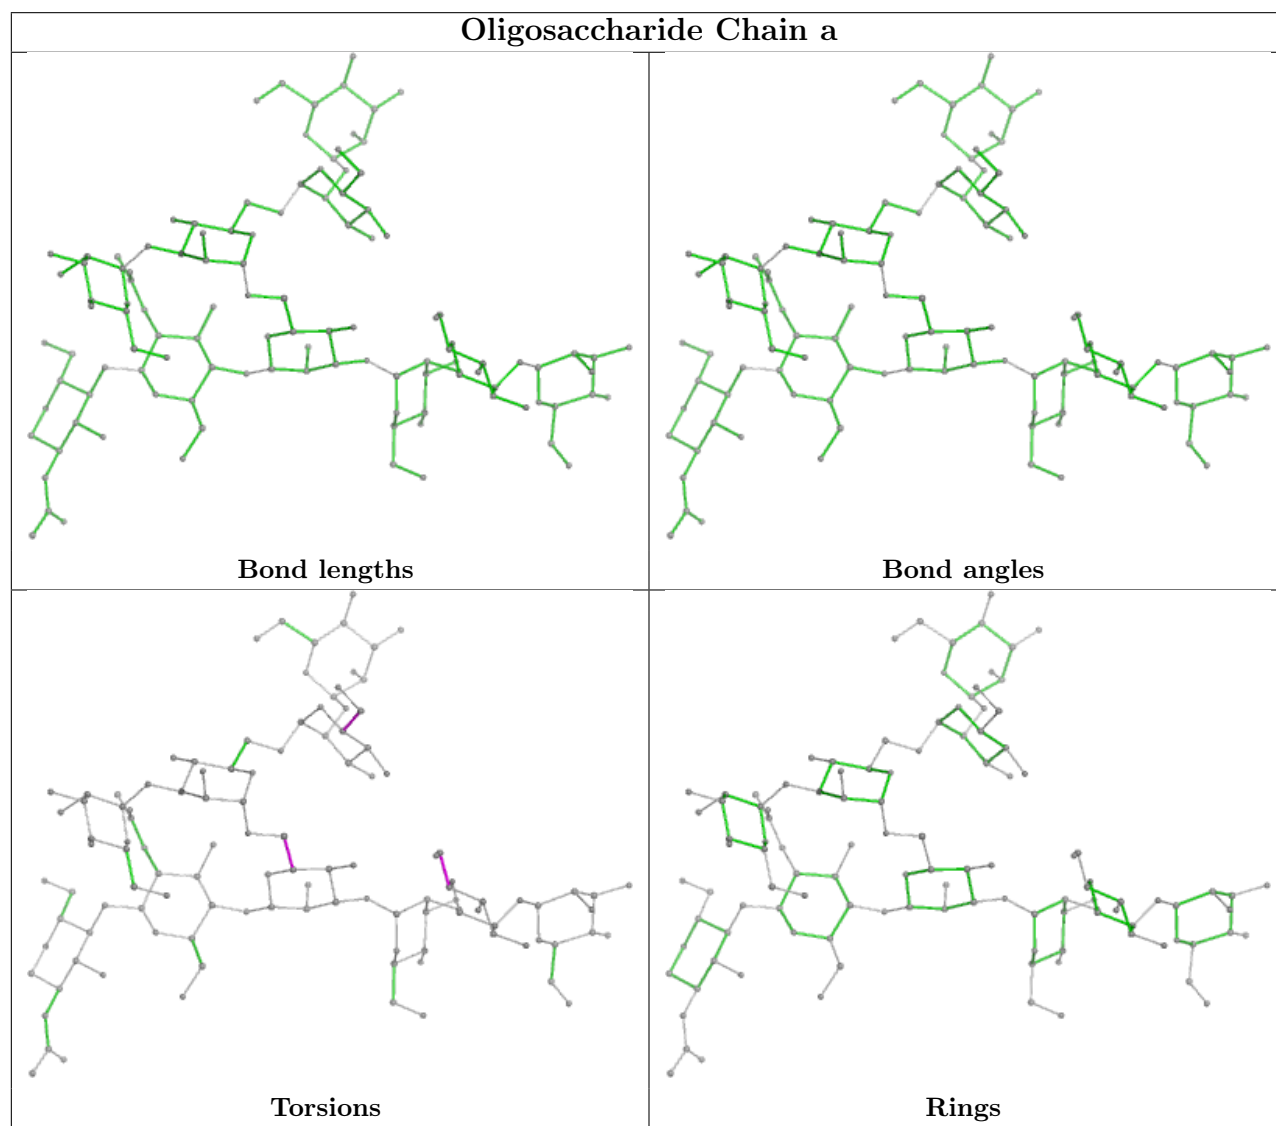 Oligosaccharide Chain a
Bond lengths
Bond angles
Torsions
Rings